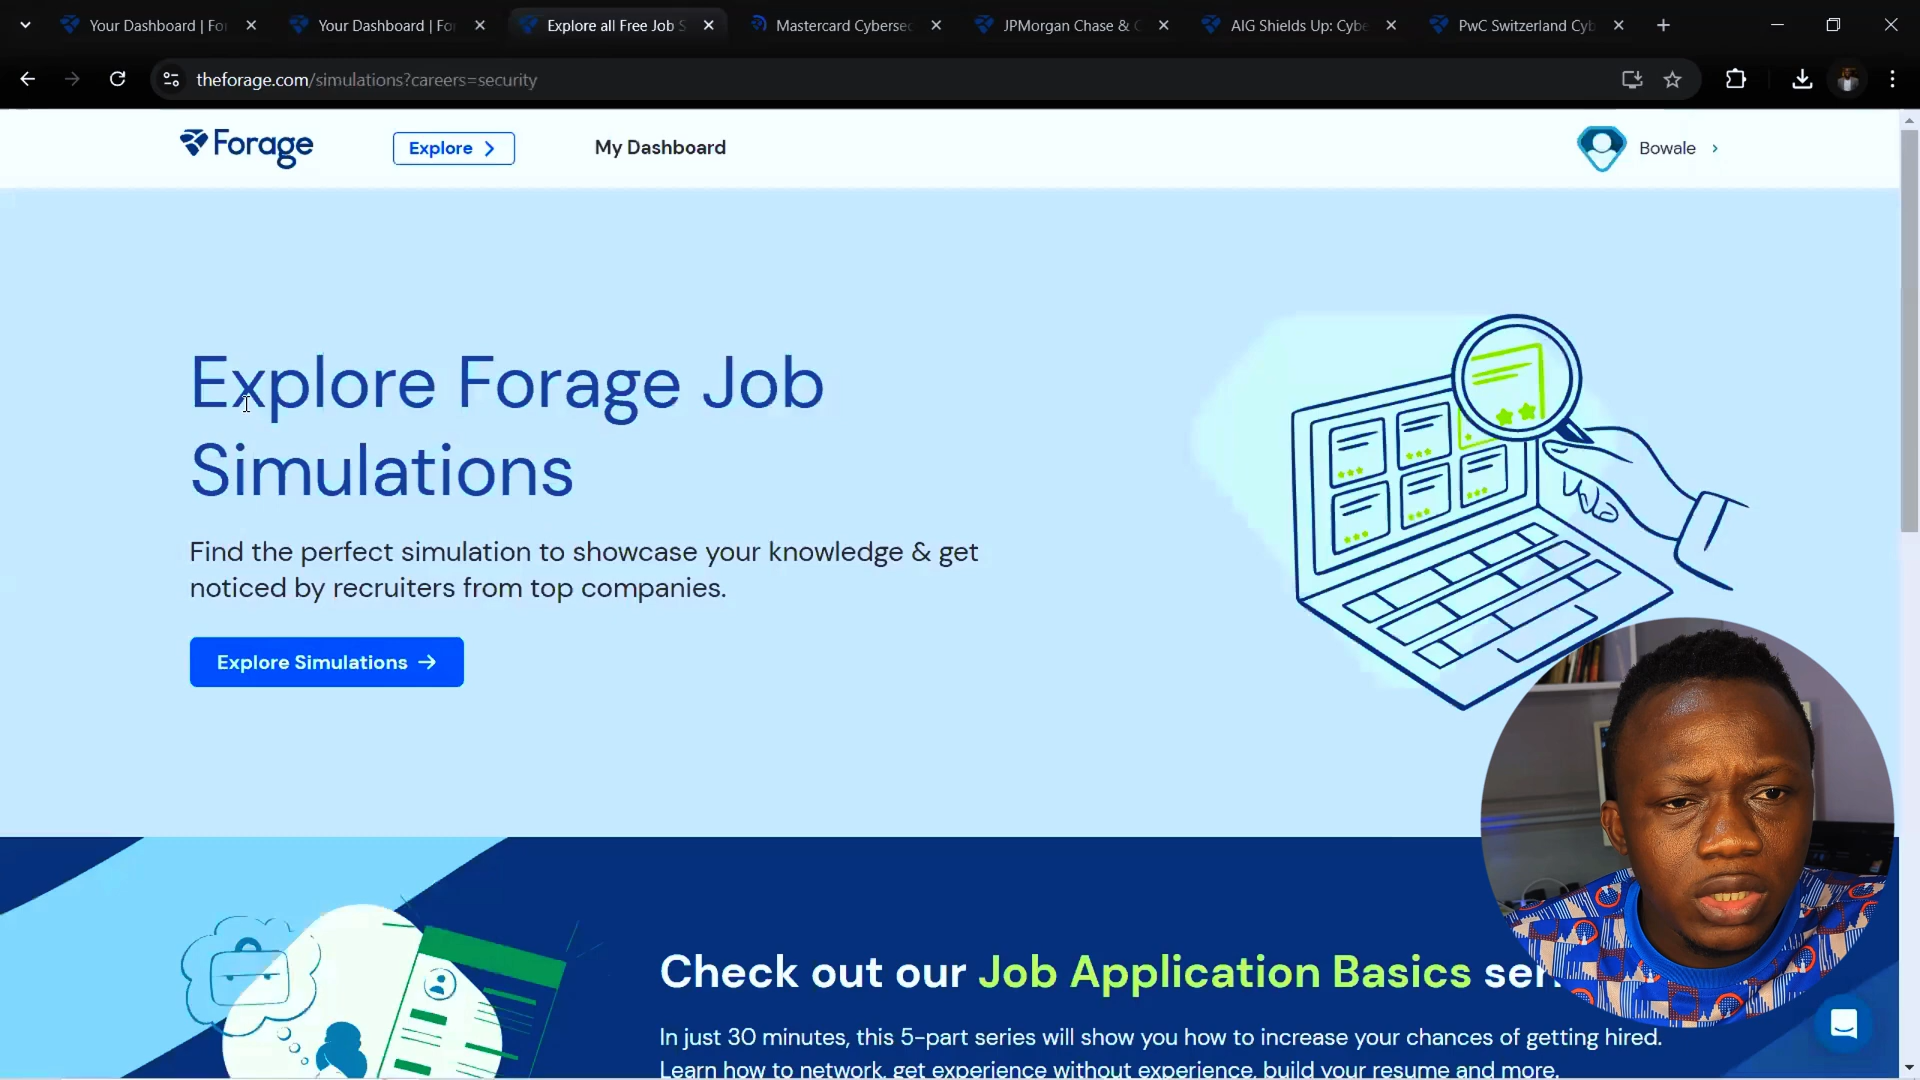 Your Dashboard | For
Your Dashboard | Fo
Explore all Free Job S
Mastercard Cybersec
JPMorgan Chase & C
AIG Shields Up: Cybe
PwC Switzerland Cyb
theforage.com/simulations?careers=security
Forage
Explore
My Dashboard
Bowale
Explore Forage Job
Simulations
Find the perfect simulation to showcase your knowledge & get
noticed by recruiters from top companies.
Explore Simulations →
Check out our Job Application Basics ser
In just 30 minutes, this 5-part series will show you how to increase your chances of getting hired.
Learn how to network, get experience without experience, build your resume and more.